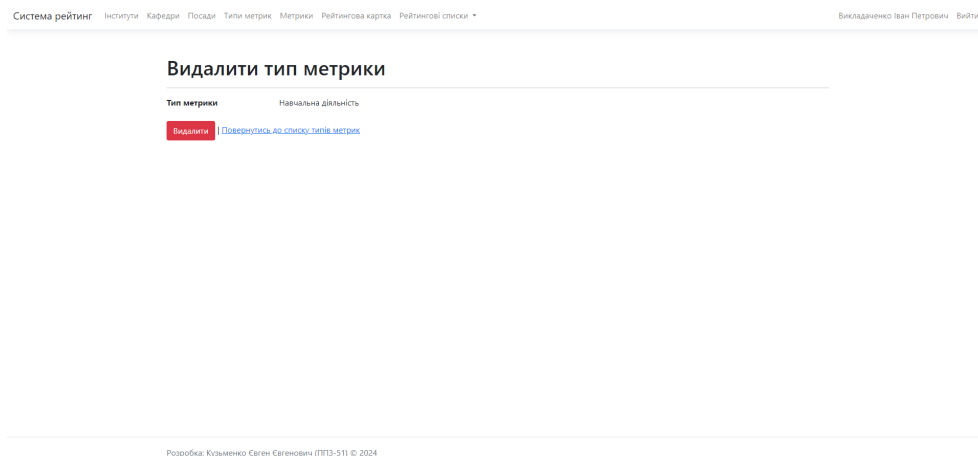 Система рейтинг Інститути Кафедри Посади Типи метрик Метрики Рейтингова картка Рейтингові списки Викладаченко Іван Петрович Вийти
Видалити тип метрики
Тип метрики Навчальна діяльність
Видалити | Повернутись до списку типів метрик
Розробка: Кузьменко Євген Євгенович (ППЗ-51) © 2024